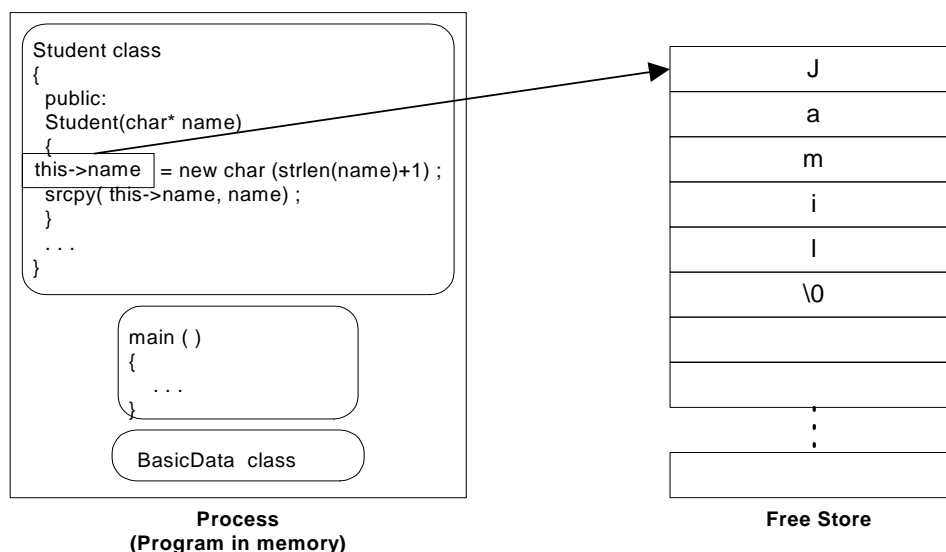 Student class
{
public:
Student(char* name)
{
this->name = new char (strlen(name)+1) ;
srcpy( this->name, name) ;
}
. . .
}
main ( )
{
. . .
}
BasicData class
Process
(Program in memory)
J
a
m
i
l
\0
Free Store